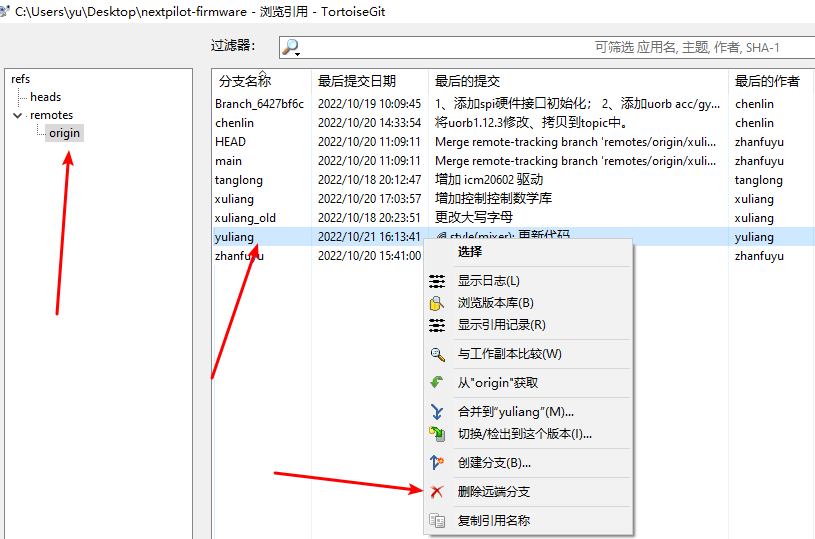 C:\Users\yu\Desktop\nextpilot-firmware - 浏览引用 - TortoiseGit
过滤器：
可筛选 应用名, 主题, 作者, SHA-1
refs
heads
remotes
origin
分支名称 最后提交日期 最后的提交 最后的作者
Branch_6427bf6c 2022/10/19 10:09:45 1、添加spi硬件接口初始化； 2、添加uorb acc/gy... chenlin
chenlin 2022/10/20 14:33:54 将uorb1.12.3修改、拷贝到topic中。 chenlin
HEAD 2022/10/20 11:09:11 Merge remote-tracking branch 'remotes/origin/xulia... zhanfuyu
main 2022/10/20 11:09:11 Merge remote-tracking branch 'remotes/origin/xulia... zhanfuyu
tanglong 2022/10/18 20:12:47 增加 icm20602 驱动 tanglong
xuliang 2022/10/20 17:03:57 增加控制控制数学库 xuliang
xuliang_old 2022/10/18 20:23:51 更改大写字母 xuliang
yuliang 2022/10/21 16:13:41 style(mixer): 更新代码 yuliang
zhanfuyu 2022/10/20 15:41:00 zhanfuyu
选择
显示日志(L)
浏览版本库(B)
显示引用记录(R)
与工作副本比较(W)
从"origin"获取
合并到“yuliang”(M)...
切换/检出到这个版本(I)...
创建分支(B)...
删除远端分支
复制引用名称